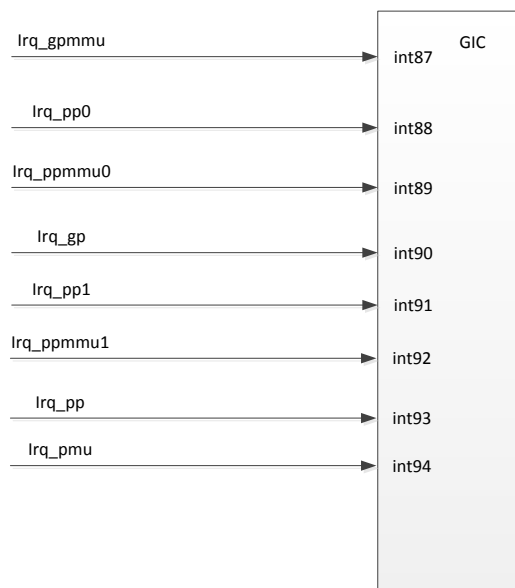 Irq_gpmmu
int87
GIC
Irq_pp0
int88
Irq_ppmmu0
int89
Irq_gp
int90
Irq_pp1
int91
Irq_ppmmu1
int92
Irq_pp
int93
Irq_pmu
int94